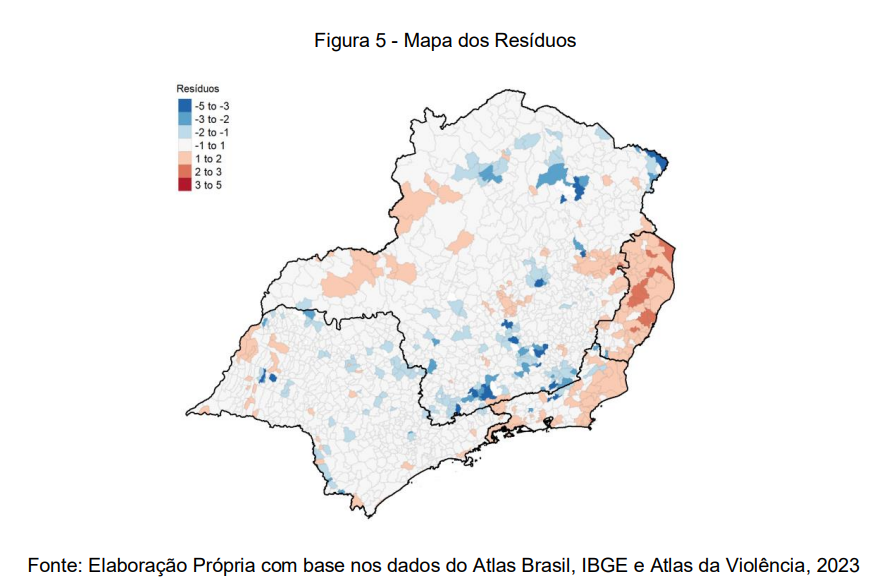 Figura 5 - Mapa dos Resíduos
Resíduos
-5 to -3
-3 to -2
-2 to -1
-1 to 1
1 to 2
2 to 3
3 to 5
Fonte: Elaboração Própria com base nos dados do Atlas Brasil, IBGE e Atlas da Violência, 2023